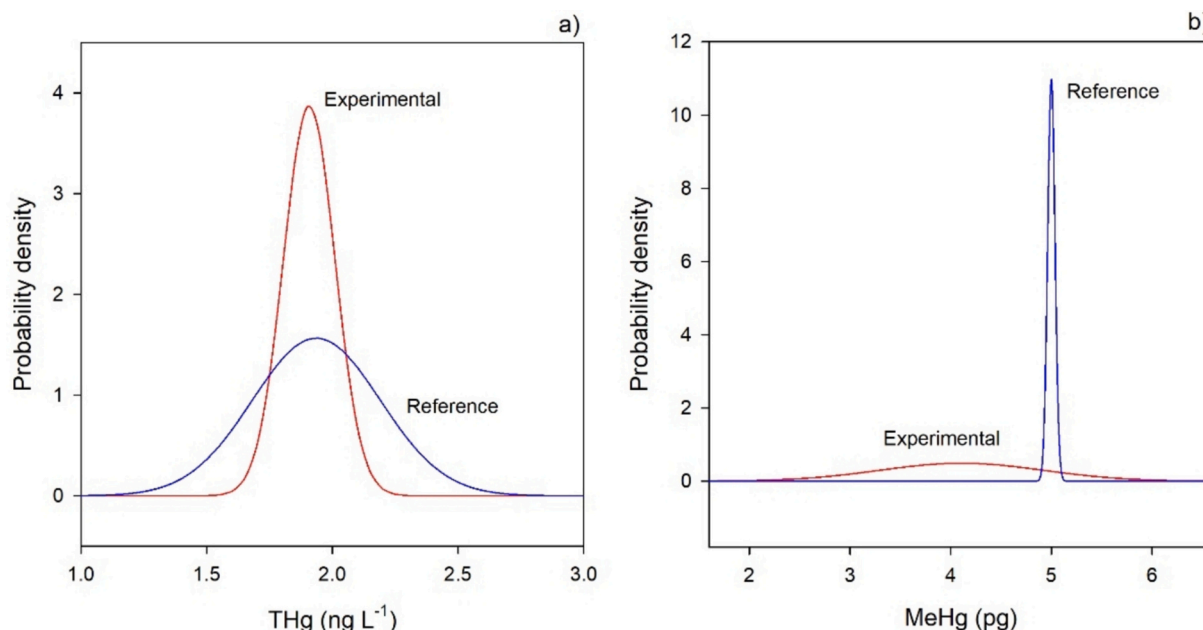 a)
Probability density
4
3
2
1
0
Experimental
Reference
1.0 1.5 2.0 2.5 3.0
THg (ng L⁻¹)
b)
Probability density
12
10
8
6
4
2
0
Reference
Experimental
2 3 4 5 6
MeHg (pg)